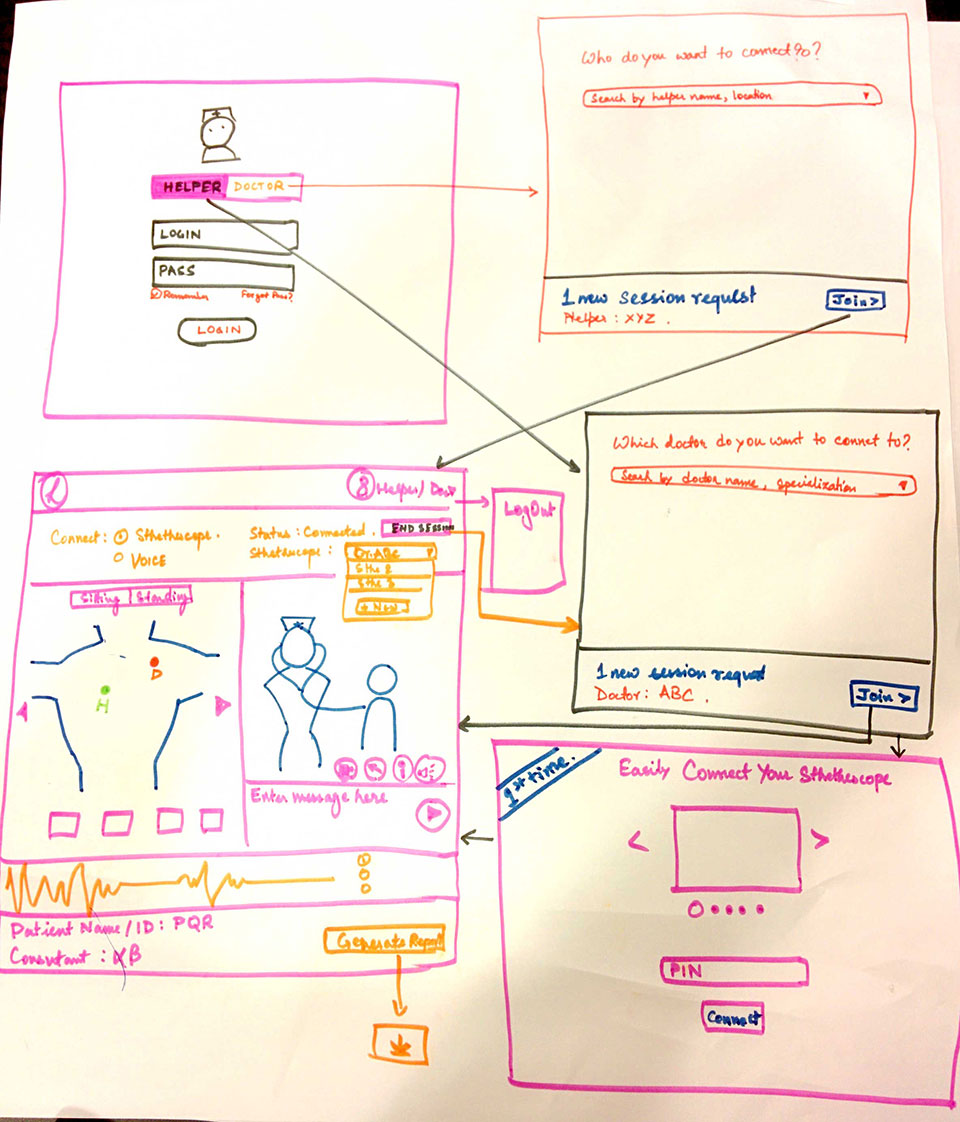 HELPER DOCTOR
LOGIN
PASS
Remember Forgot Pass?
LOGIN
Who do you want to connect to?
Search by helper name, location
1 new session request
Helper : XYZ .
Join >
Which doctor do you want to connet to?
Search by doctor name, specialization
1 new session request
Doctor : ABC .
Join >
Helper/
LogOut
Connect : Sthethescope .
VOICE
Status : Connected .
END SESSION
Sthethescope :
Dr. ABC
Sthe 2
Sthe 3
+ New
Sitting | Standing
D
H
Enter message here
Patient Name/ID : PQR
Consultant :
Generate Report
1st time .
Easily Connect Your Sthethescope
< >
PIN
Connect